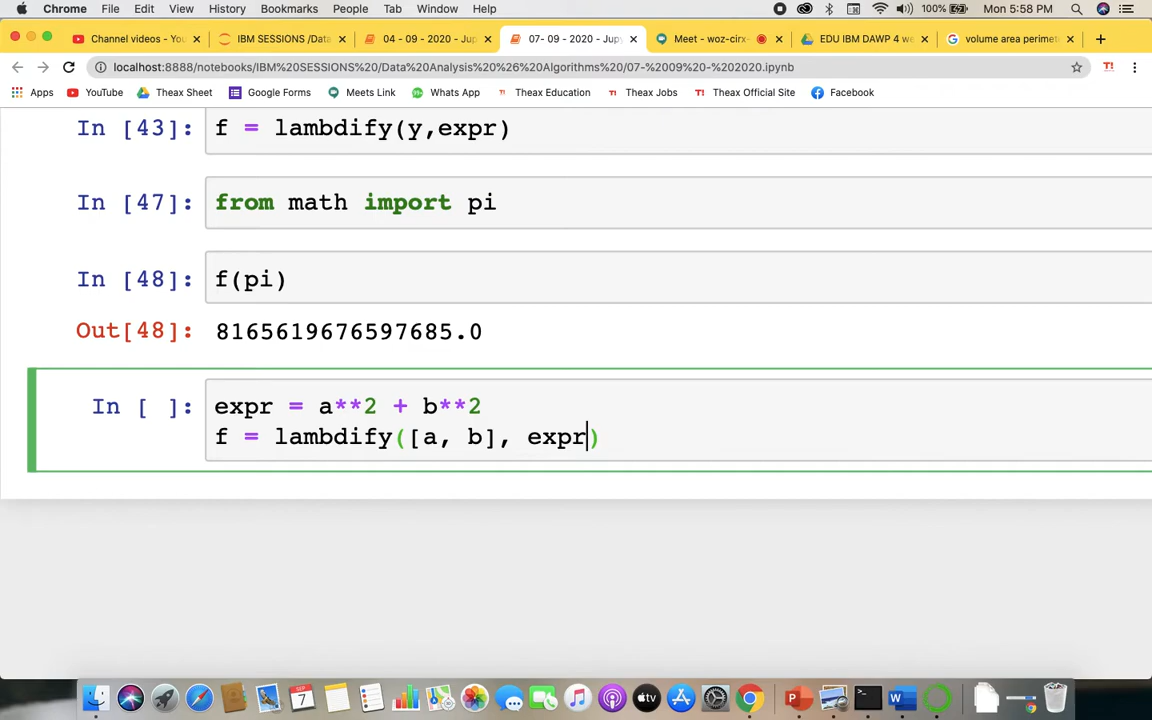 Chrome File Edit View History Bookmarks People Tab Window Help 100% Mon 5:58 PM
Channel videos - You IBM SESSIONS /Data 04 - 09 - 2020 - Jup 07- 09 - 2020 - Jupy Meet - woz-cirx- EDU IBM DAWP 4 we volume area perimete
localhost:8888/notebooks/IBM%20SESSIONS%20/Data%20Analysis%20%26%20Algorithms%20/07-%2009%20-%202020.ipynb
Apps YouTube Theax Sheet Google Forms Meets Link Whats App Theax Education Theax Jobs Theax Official Site Facebook
In [43]: f = lambdify(y,expr)
In [47]: from math import pi
In [48]: f(pi)
Out[48]: 8165619676597685.0
In [ ]: expr = a**2 + b**2
f = lambdify([a, b], expr)